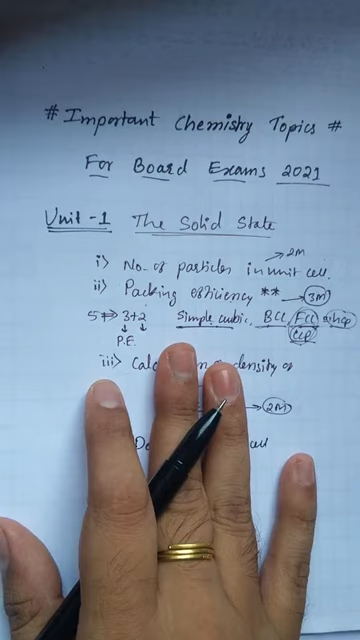 # Important Chemistry Topics #
For Board Exams 2021
Unit-1 The Solid State
i) No. of particles in unit cell. → 2M
ii) Packing efficiency ** → 3M
5 ⇒ 3+2 Simple cubic, BCC, FCC = hcp
↓ ↓ ccp
P.E.
iii) density of
→ 2M